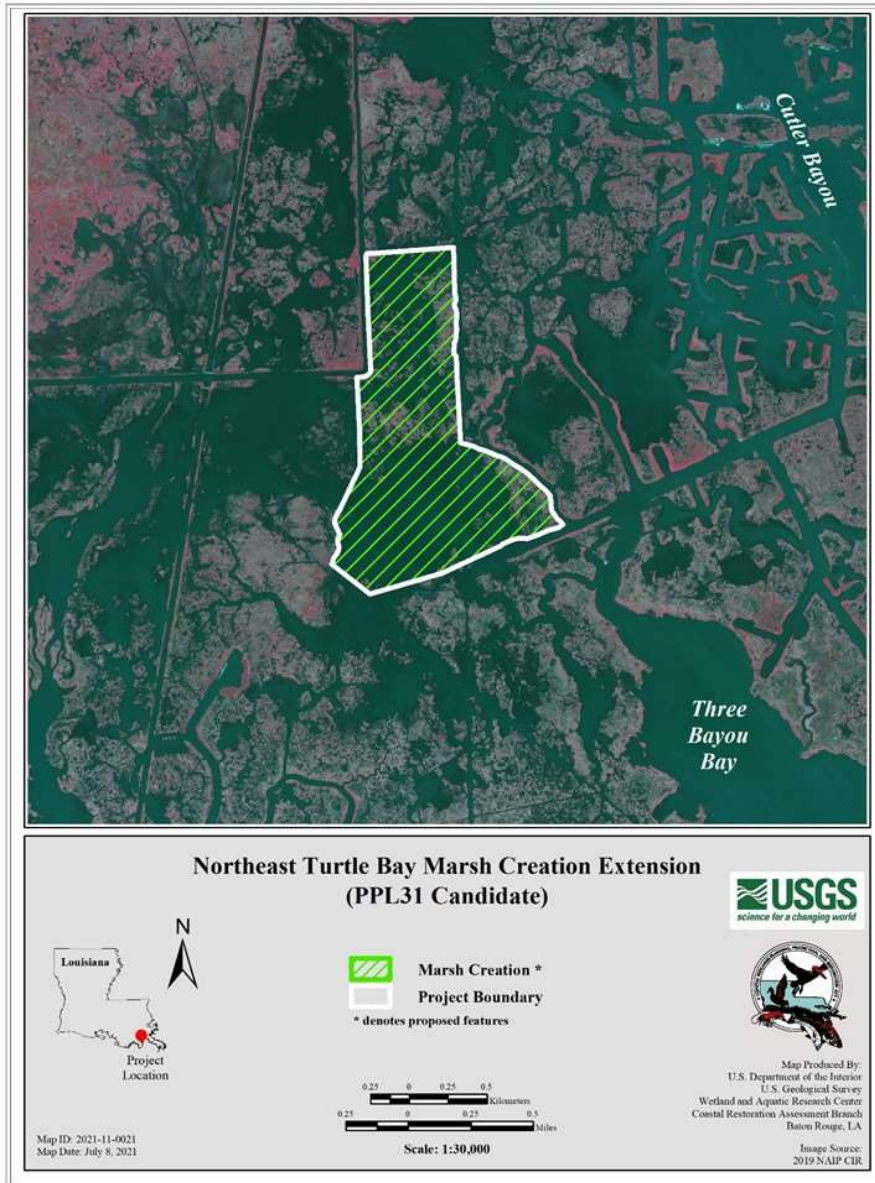 Cutler Bayou
Three
Bayou
Bay
Northeast Turtle Bay Marsh Creation Extension
(PPL31 Candidate)
USGS
science for a changing world
N
Louisiana
Project
Location
Marsh Creation *
Project Boundary
* denotes proposed features
0.25 0 0.25 0.5
Kilometers
0.25 0 0.25 0.5
Miles
Scale: 1:30,000
Map ID: 2021-11-0021
Map Date: July 8, 2021
Map Produced By:
U.S. Department of the Interior
U.S. Geological Survey
Wetland and Aquatic Research Center
Coastal Restoration Assessment Branch
Baton Rouge, LA
Image Source:
2019 NAIP CIR